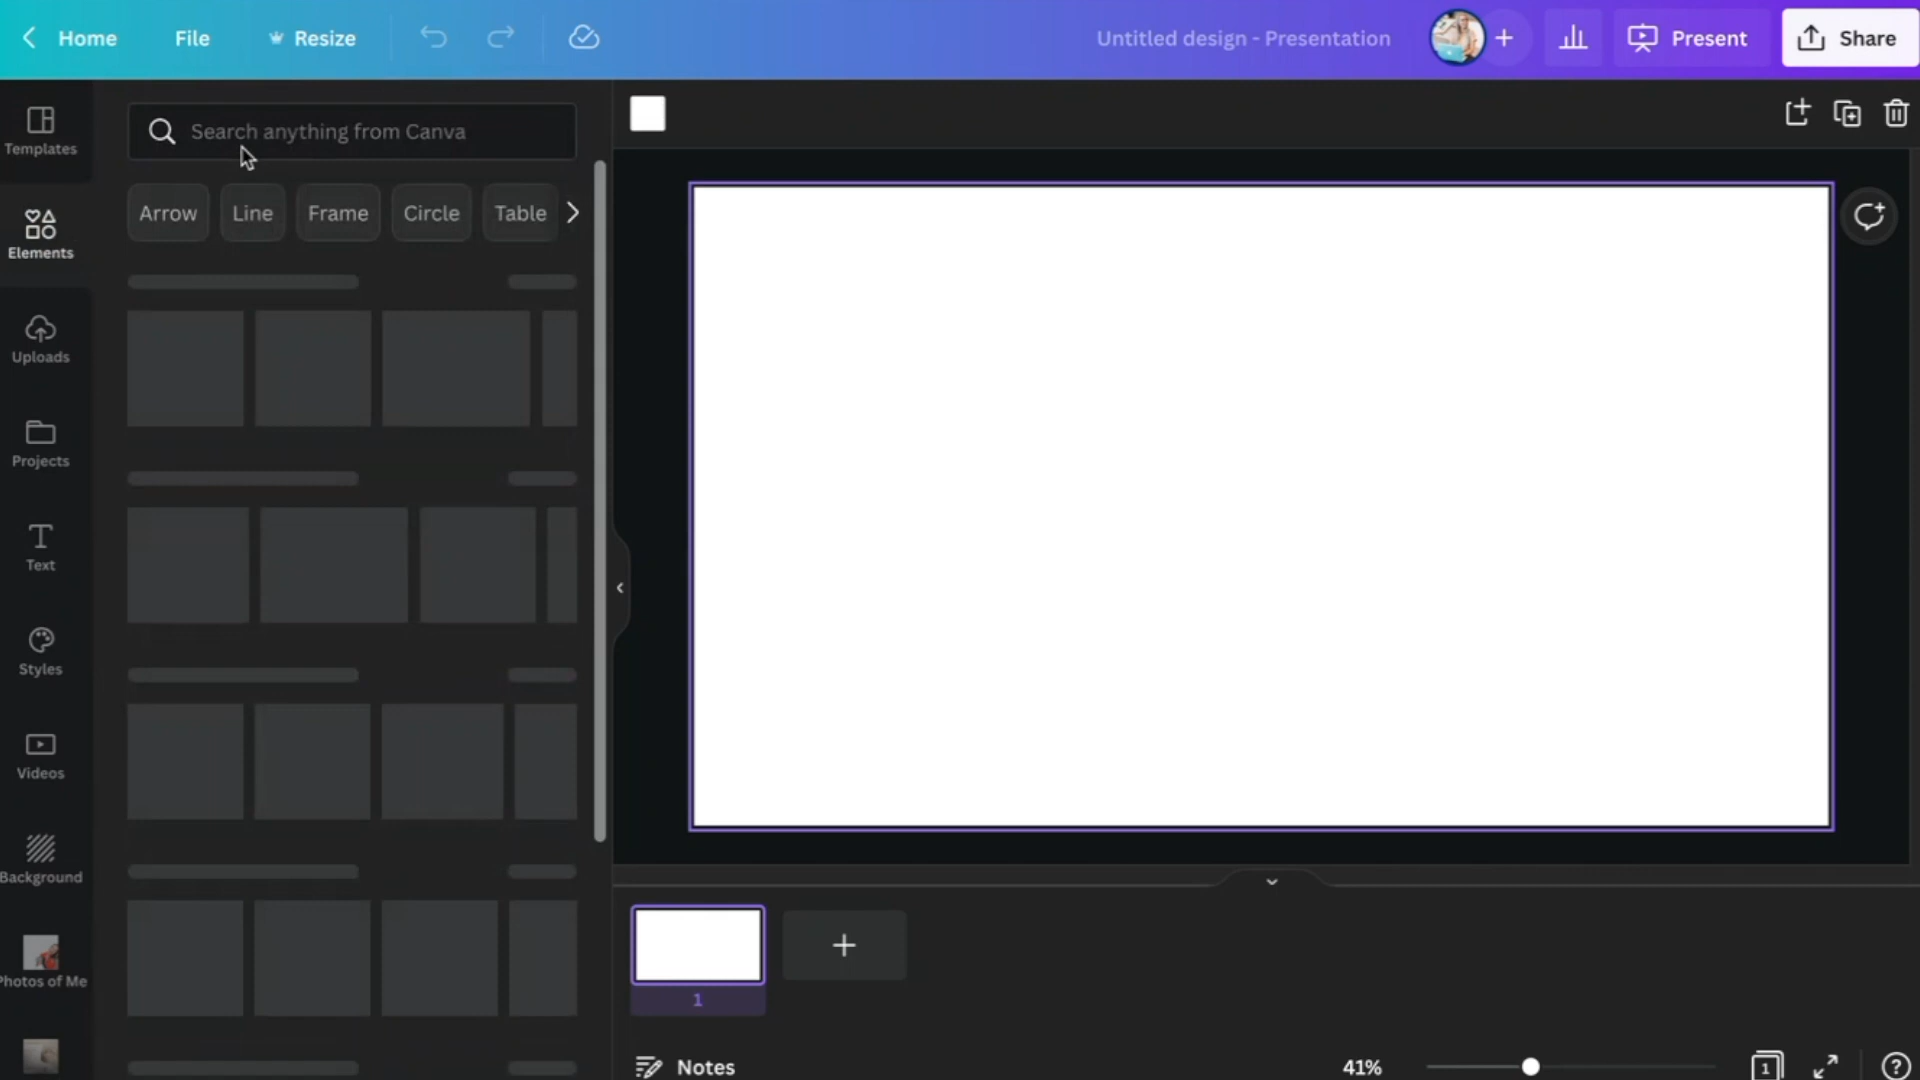 Home File Resize Untitled design - Presentation Present Share
Templates
Elements
Uploads
Projects
Text
Styles
Videos
Background
Photos of Me
Search anything from Canva
Arrow Line Frame Circle Table
1
Notes 41% 1 ?